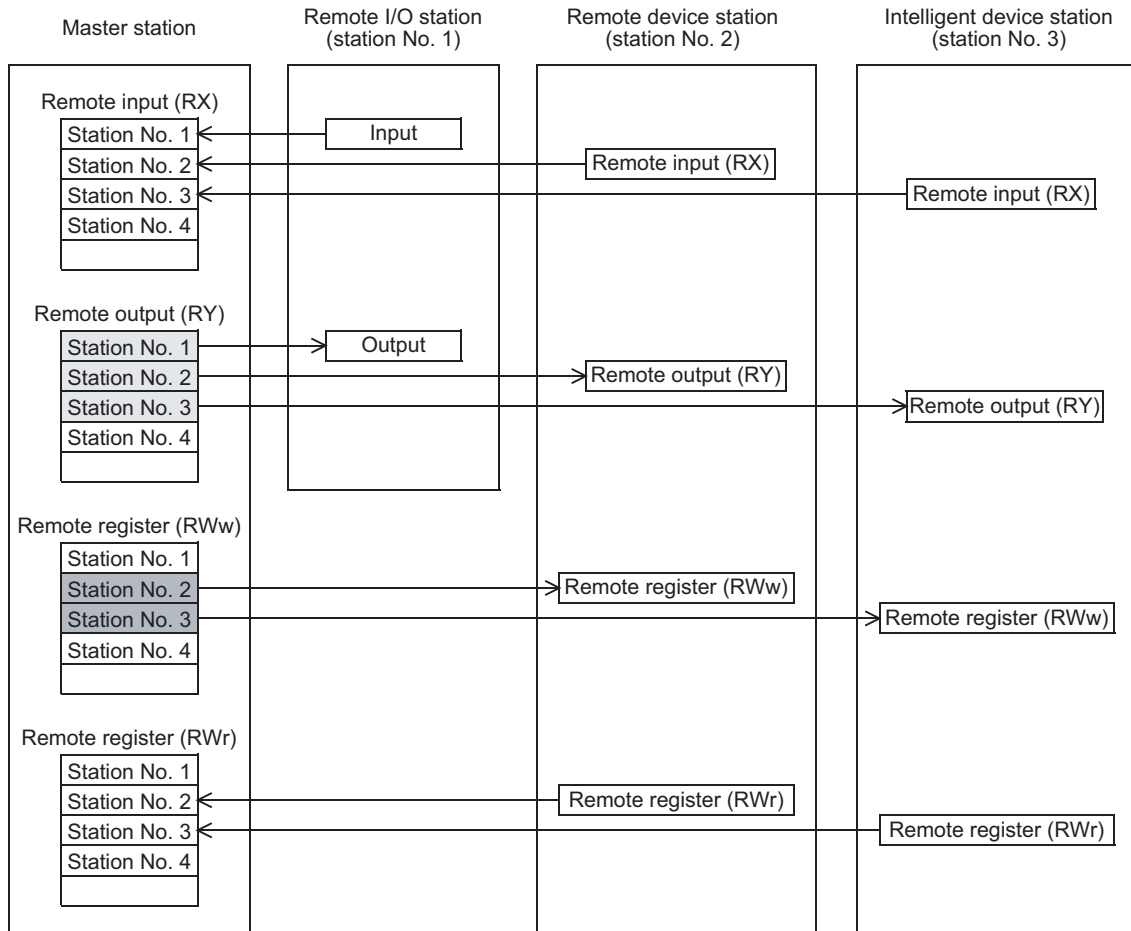 Master station
Remote I/O station
(station No. 1)
Remote device station
(station No. 2)
Intelligent device station
(station No. 3)
Remote input (RX)
Station No. 1
Station No. 2
Station No. 3
Station No. 4
Input
Remote input (RX)
Remote input (RX)
Remote output (RY)
Station No. 1
Station No. 2
Station No. 3
Station No. 4
Output
Remote output (RY)
Remote output (RY)
Remote register (RWw)
Station No. 1
Station No. 2
Station No. 3
Station No. 4
Remote register (RWw)
Remote register (RWw)
Remote register (RWr)
Station No. 1
Station No. 2
Station No. 3
Station No. 4
Remote register (RWr)
Remote register (RWr)